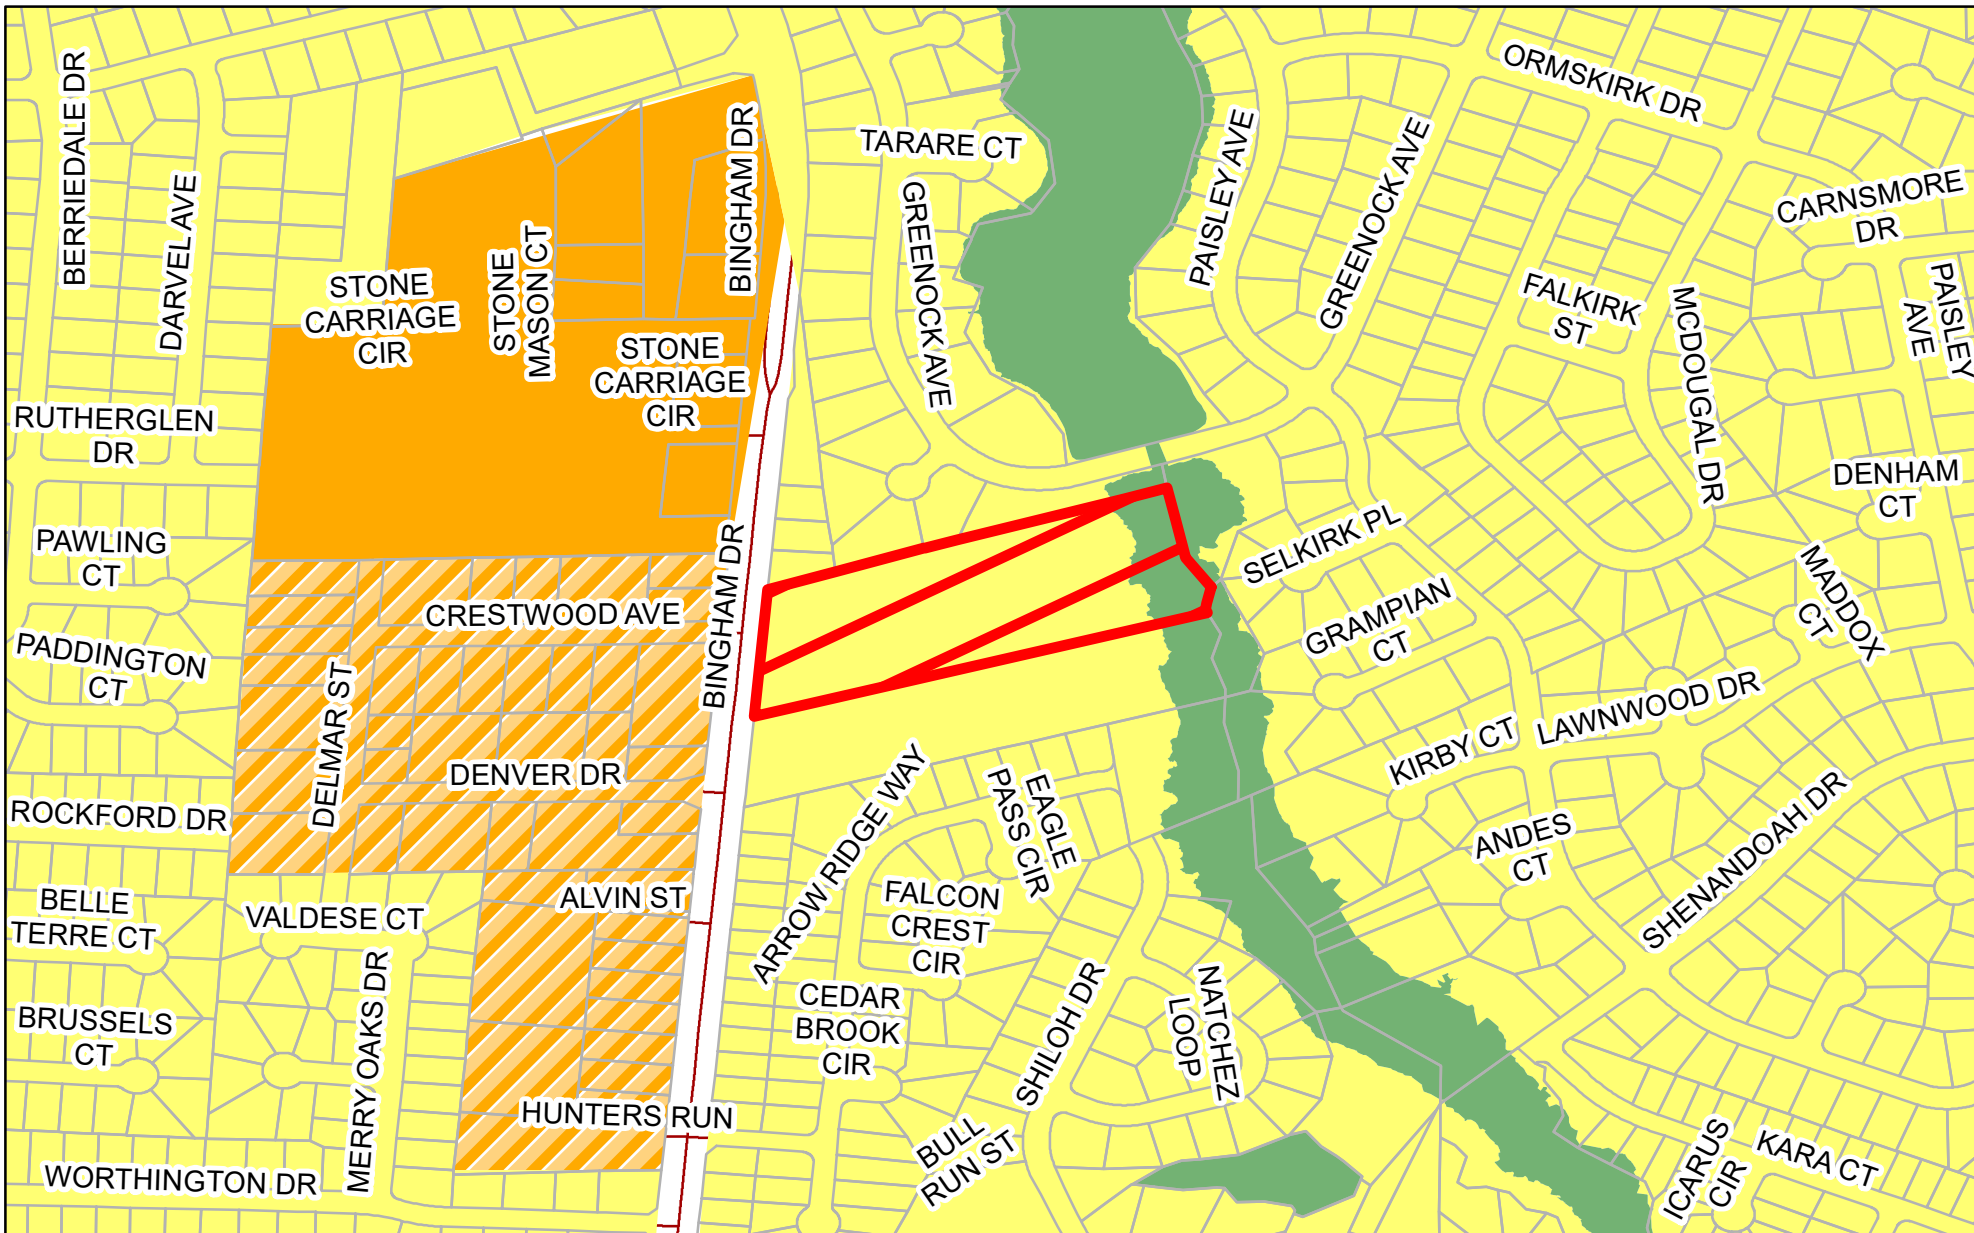 BERRIEDALE DR
DARVEL AVE
STONE
CARRIAGE
CIR
STONE
MASON CT
BINGHAM DR
STONE
CARRIAGE
CIR
TARARE CT
GREENOCK AVE
PAISLEY AVE
GREENOCK AVE
ORMSKIRK DR
CARNSMORE
DR
FALKIRK
ST
MCDOUGAL DR
PAISLEY
AVE
RUTHERGLEN
DR
DENHAM
CT
PAWLING
CT
BINGHAM DR
SELKIRK PL
MADDOX
CT
CRESTWOOD AVE
GRAMPIAN
CT
PADDINGTON
CT
DELMAR ST
LAWNWOOD DR
KIRBY CT
DENVER DR
ROCKFORD DR
ARROW RIDGE WAY
EAGLE
PASS CIR
ANDES
CT
SHENANDOAH DR
BELLE
TERRE CT
VALDESE CT
ALVIN ST
FALCON
CREST
CIR
MERRY OAKS DR
BRUSSELS
CT
CEDAR
BROOK
CIR
SHILOH DR
NATCHEZ
LOOP
HUNTERS RUN
BULL
RUN ST
WORTHINGTON DR
ICARUS
CIR
KARA CT